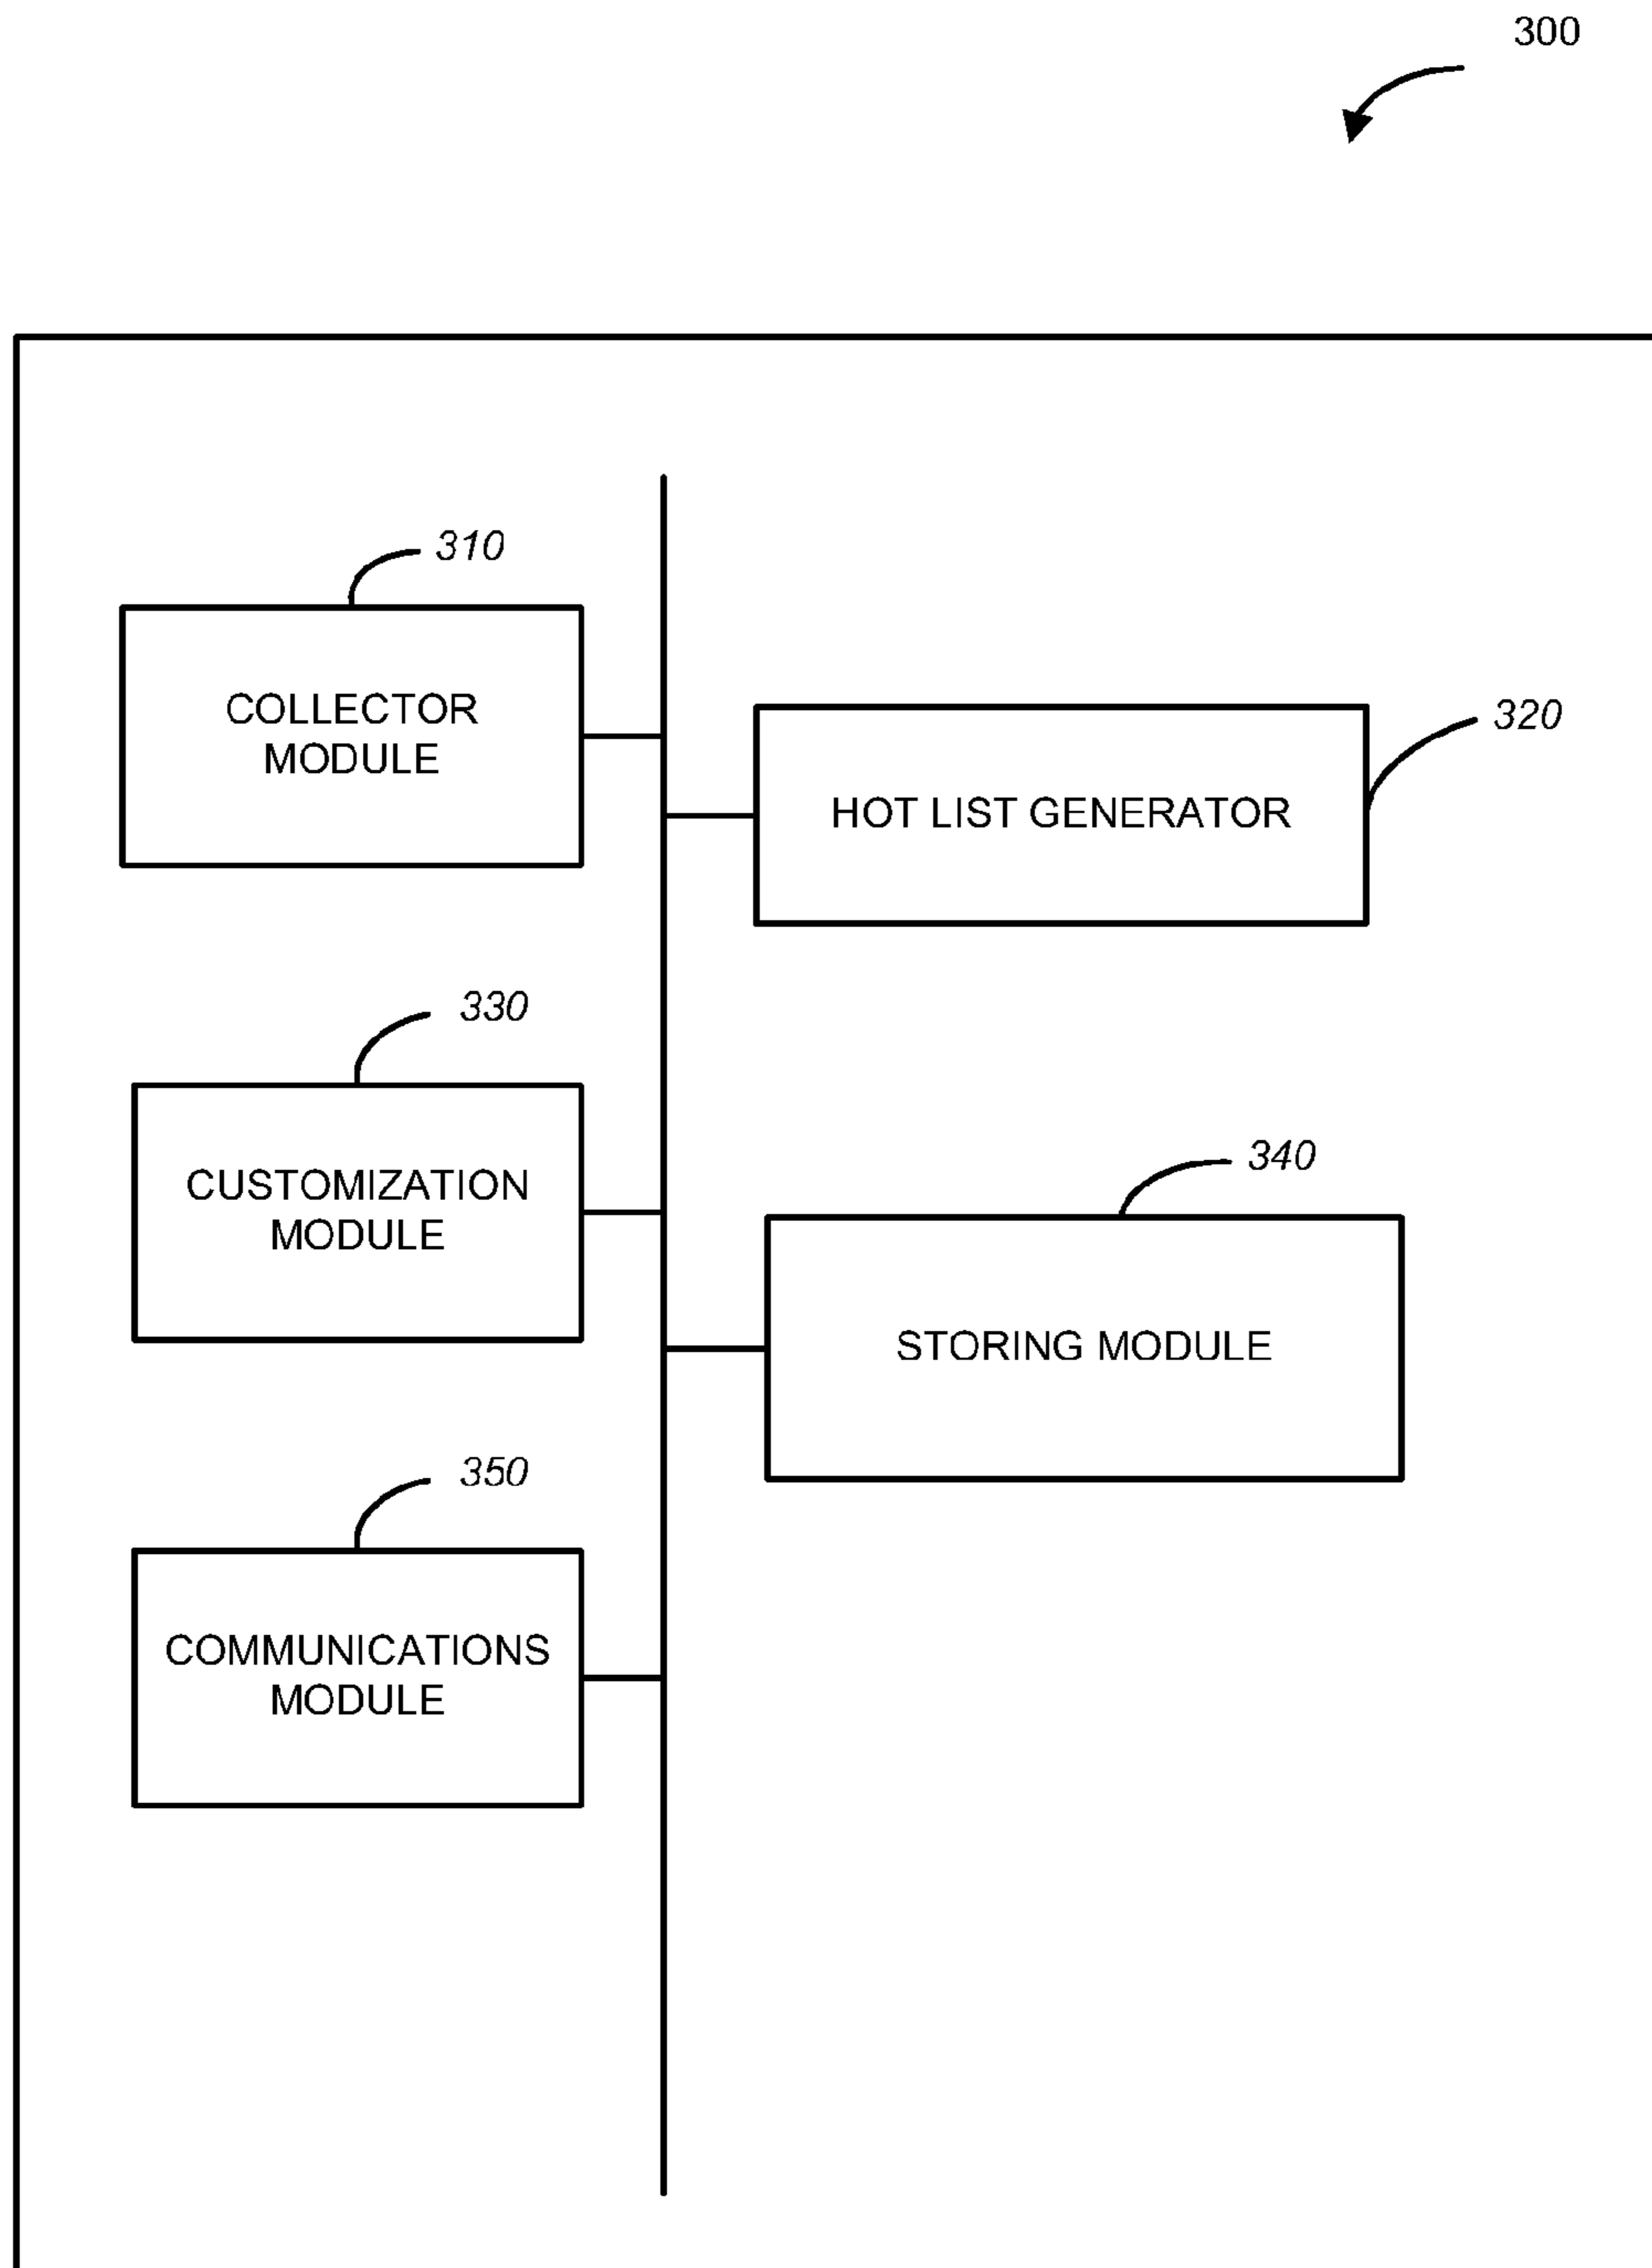 300
310
COLLECTOR
MODULE
320
HOT LIST GENERATOR
330
CUSTOMIZATION
MODULE
340
STORING MODULE
350
COMMUNICATIONS
MODULE